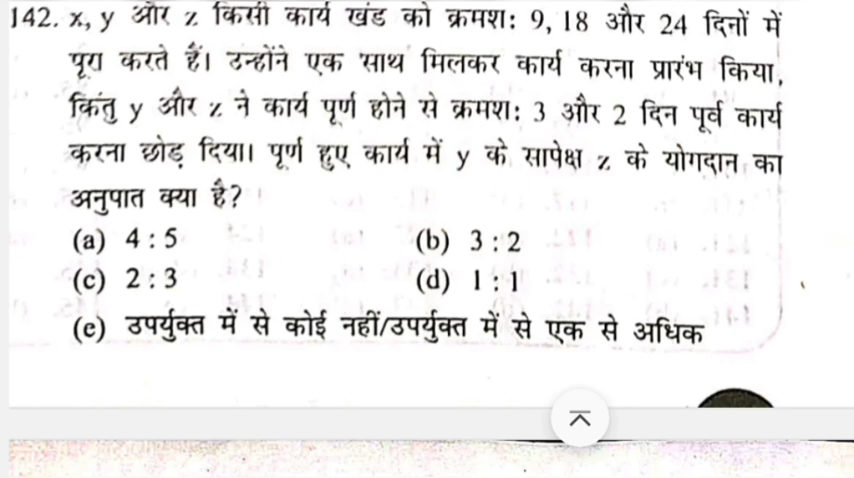 142. x, y और z किसी कार्य खंड को क्रमश: 9, 18 और 24 दिनों में
पूरा करते हैं। उन्होंने एक साथ मिलकर कार्य करना प्रारंभ किया,
किंतु y और z ने कार्य पूर्ण होने से क्रमश: 3 और 2 दिन पूर्व कार्य
करना छोड़ दिया। पूर्ण हुए कार्य में y के सापेक्ष z के योगदान का
अनुपात क्या है?
(a) 4 : 5 (b) 3 : 2
(c) 2 : 3 (d) 1 : 1
(e) उपर्युक्त में से कोई नहीं/उपर्युक्त में से एक से अधिक